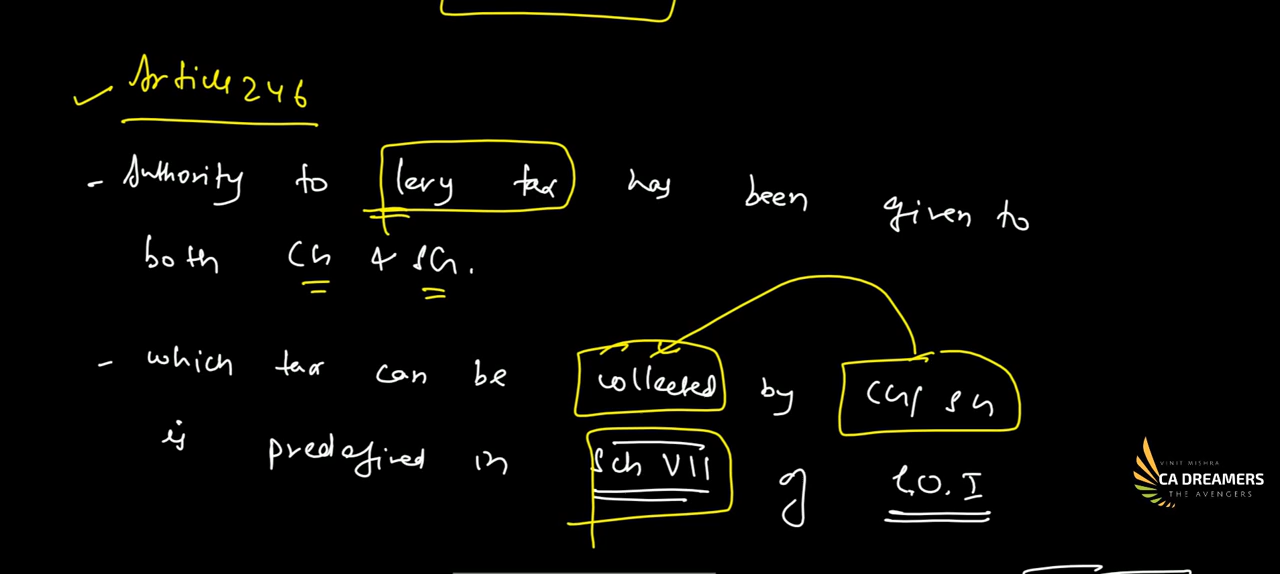 Article 246
- Authority to levy tax has been given to
both CG & SG.
- which tax can be collected by CG/SG
is predefined in Sch VII of C.O.I
VINIT MISHRA
CA DREAMERS
THE AVENGERS